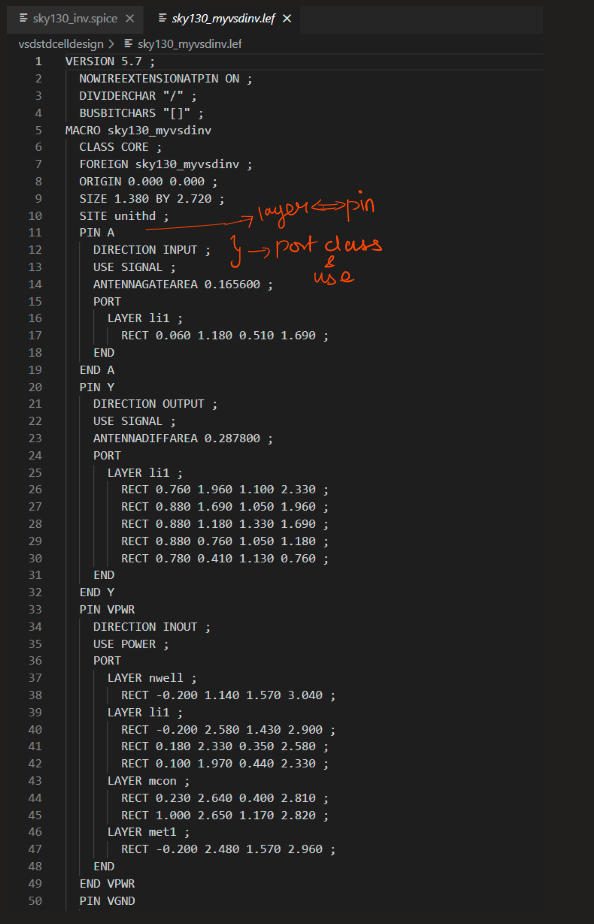 sky130_inv.spice × sky130_myvsdinv.lef ×
vsdstdcelldesign > sky130_myvsdinv.lef
1 VERSION 5.7 ;
2 NOWIREEXTENSIONATPIN ON ;
3 DIVIDERCHAR "/" ;
4 BUSBITCHARS "[]" ;
5 MACRO sky130_myvsdinv
6 CLASS CORE ;
7 FOREIGN sky130_myvsdinv ;
8 ORIGIN 0.000 0.000 ;
9 SIZE 1.380 BY 2.720 ;
layer ⟷ pin
10 SITE unithd ;
11 PIN A
12 DIRECTION INPUT ;
} → port class
&
use
13 USE SIGNAL ;
14 ANTENNAGATEAREA 0.165600 ;
15 PORT
16 LAYER li1 ;
17 RECT 0.060 1.180 0.510 1.690 ;
18 END
19 END A
20 PIN Y
21 DIRECTION OUTPUT ;
22 USE SIGNAL ;
23 ANTENNADIFFAREA 0.287800 ;
24 PORT
25 LAYER li1 ;
26 RECT 0.760 1.960 1.100 2.330 ;
27 RECT 0.880 1.690 1.050 1.960 ;
28 RECT 0.880 1.180 1.330 1.690 ;
29 RECT 0.880 0.760 1.050 1.180 ;
30 RECT 0.780 0.410 1.130 0.760 ;
31 END
32 END Y
33 PIN VPWR
34 DIRECTION INOUT ;
35 USE POWER ;
36 PORT
37 LAYER nwell ;
38 RECT -0.200 1.140 1.570 3.040 ;
39 LAYER li1 ;
40 RECT -0.200 2.580 1.430 2.900 ;
41 RECT 0.180 2.330 0.350 2.580 ;
42 RECT 0.100 1.970 0.440 2.330 ;
43 LAYER mcon ;
44 RECT 0.230 2.640 0.400 2.810 ;
45 RECT 1.000 2.650 1.170 2.820 ;
46 LAYER met1 ;
47 RECT -0.200 2.480 1.570 2.960 ;
48 END
49 END VPWR
50 PIN VGND